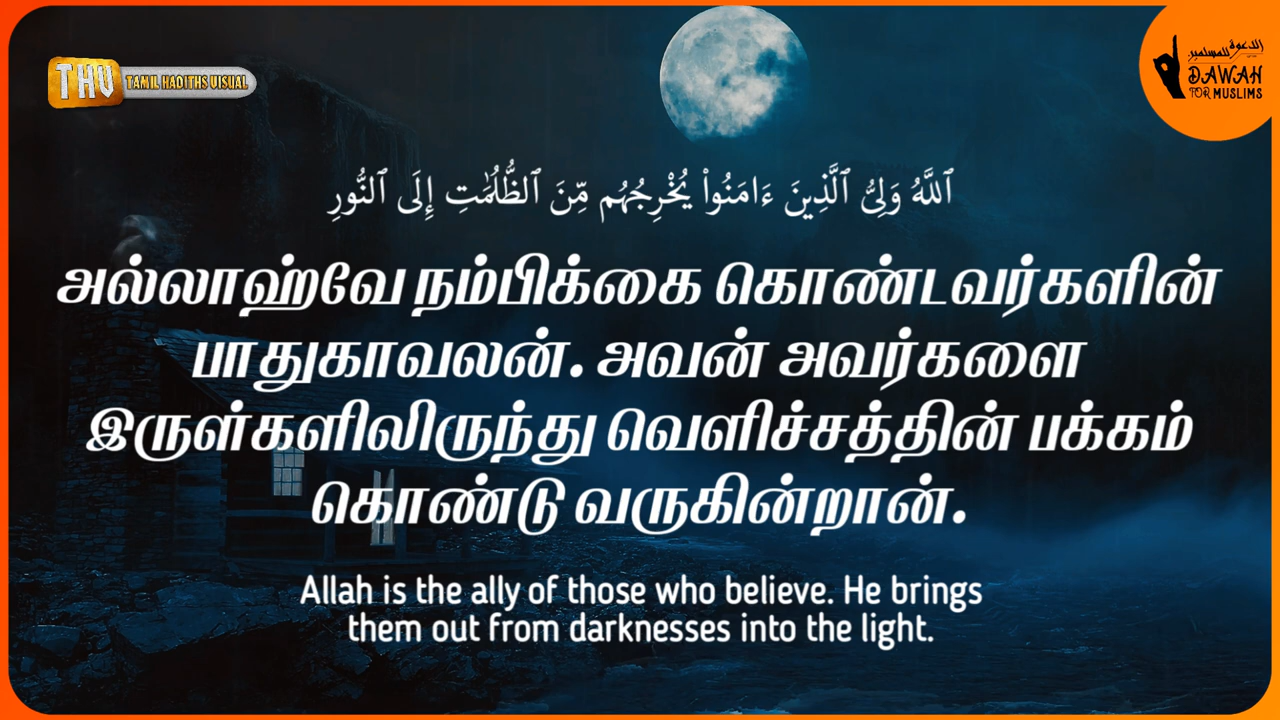 THV TAMIL HADITHS VISUAL
الدعوة للمسلمين
DAWAH
FOR MUSLIMS
ٱللَّهُ وَلِىُّ ٱلَّذِينَ ءَامَنُوا۟ يُخْرِجُهُم مِّنَ ٱلظُّلُمَٰتِ إِلَى ٱلنُّورِ
அல்லாஹ்வே நம்பிக்கை கொண்டவர்களின்
பாதுகாவலன். அவன் அவர்களை
இருள்களிலிருந்து வெளிச்சத்தின் பக்கம்
கொண்டு வருகின்றான்.
Allah is the ally of those who believe. He brings
them out from darknesses into the light.